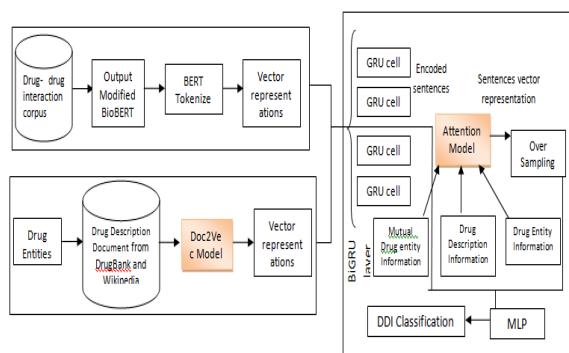 Drug- drug
interaction
corpus
Output
Modified
BioBERT
BERT
Tokenize
Vector
represent
ations
Drug
Entities
Drug Description
Document from
DrugBank and
Wikipedia
Doc2Ve
c Model
Vector
represent
ations
GRU cell
GRU cell
GRU cell
GRU cell
BiGRU
layer
Encoded
sentences
Sentences vector
representation
Attention
Model
Over
Sampling
Mutual
Drug entity
Information
Drug
Description
Information
Drug Entity
Information
DDI Classification
MLP